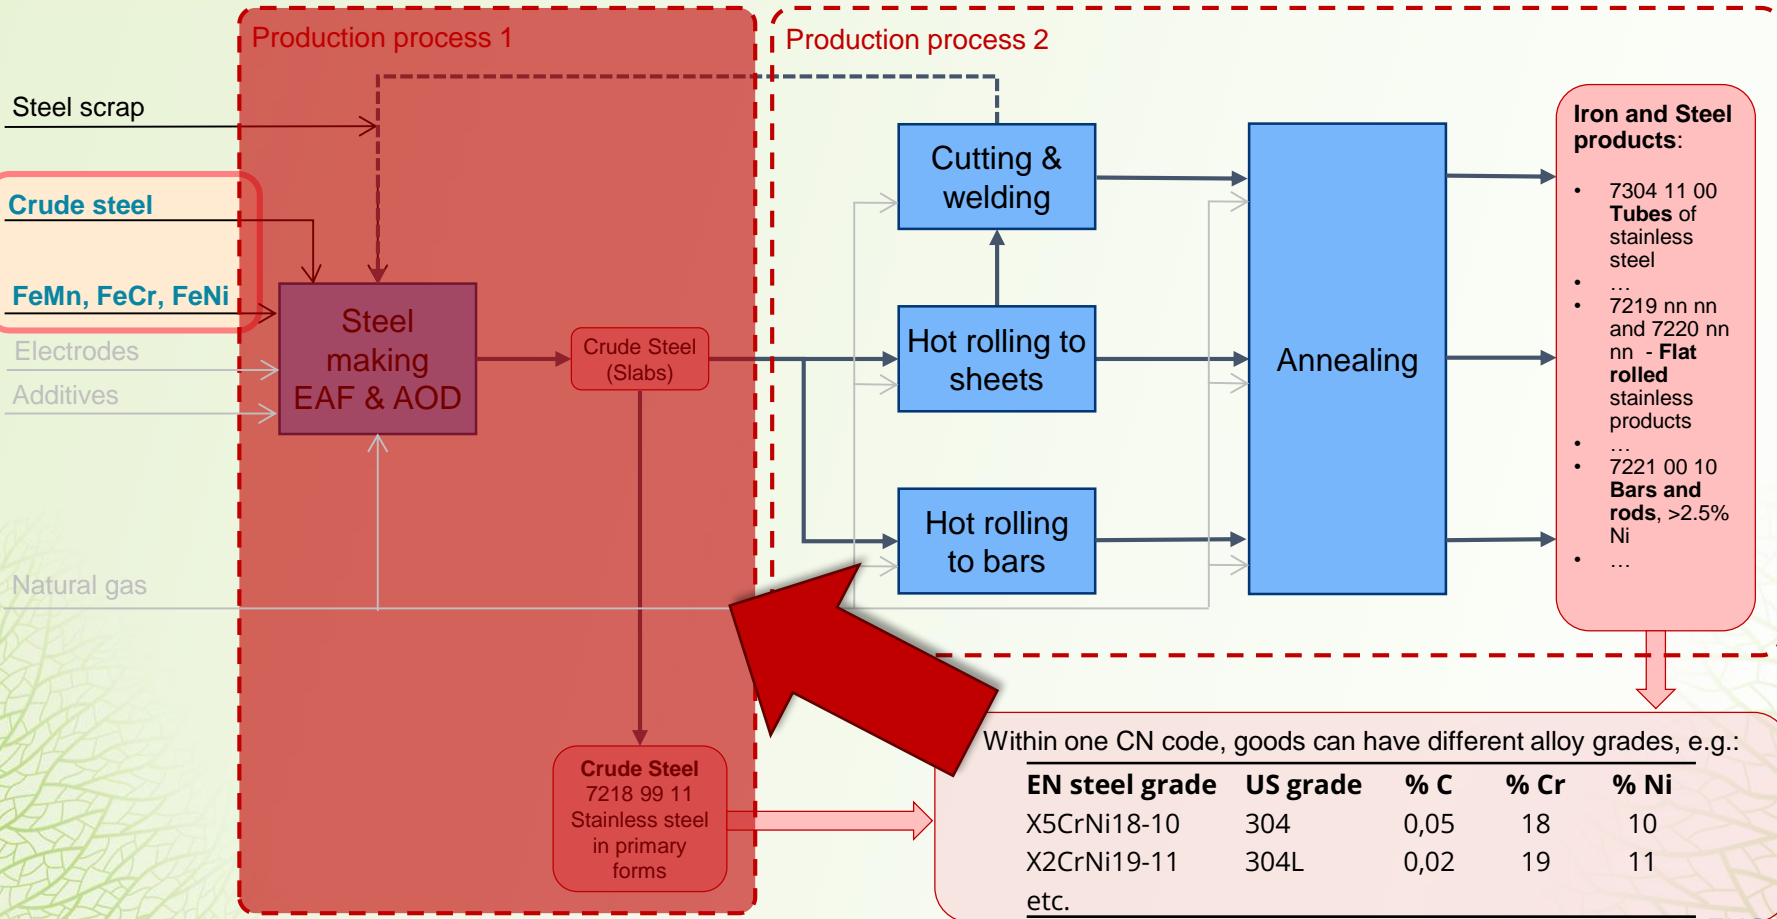 Production process 1
Production process 2
Steel scrap
Crude steel
FeMn, FeCr, FeNi
Electrodes
Additives
Natural gas
Steel
making
EAF & AOD
Crude Steel
(Slabs)
Crude Steel
7218 99 11
Stainless steel
in primary
forms
Cutting &
welding
Hot rolling to
sheets
Hot rolling
to bars
Annealing
Iron and Steel
products:
• 7304 11 00
Tubes of
stainless
steel
• …
• 7219 nn nn
and 7220 nn
nn - Flat
rolled
stainless
products
• …
• 7221 00 10
Bars and
rods, >2.5%
Ni
• …
Within one CN code, goods can have different alloy grades, e.g.:
EN steel grade US grade % C % Cr % Ni
X5CrNi18-10 304 0,05 18 10
X2CrNi19-11 304L 0,02 19 11
etc.